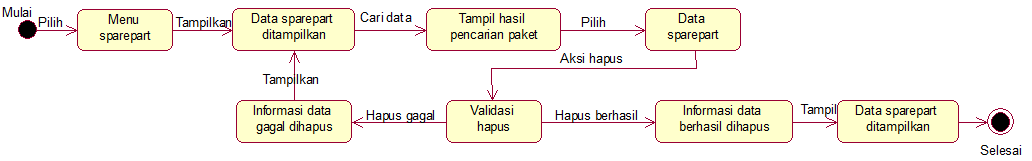 Mulai
Pilih
Menu
sparepart
Tampilkan
Data sparepart
ditampilkan
Cari data
Tampil hasil
pencarian paket
Pilih
Data
sparepart
Aksi hapus
Tampilkan
Informasi data
gagal dihapus
Hapus gagal
Validasi
hapus
Hapus berhasil
Informasi data
berhasil dihapus
Tampil
Data sparepart
ditampilkan
Selesai